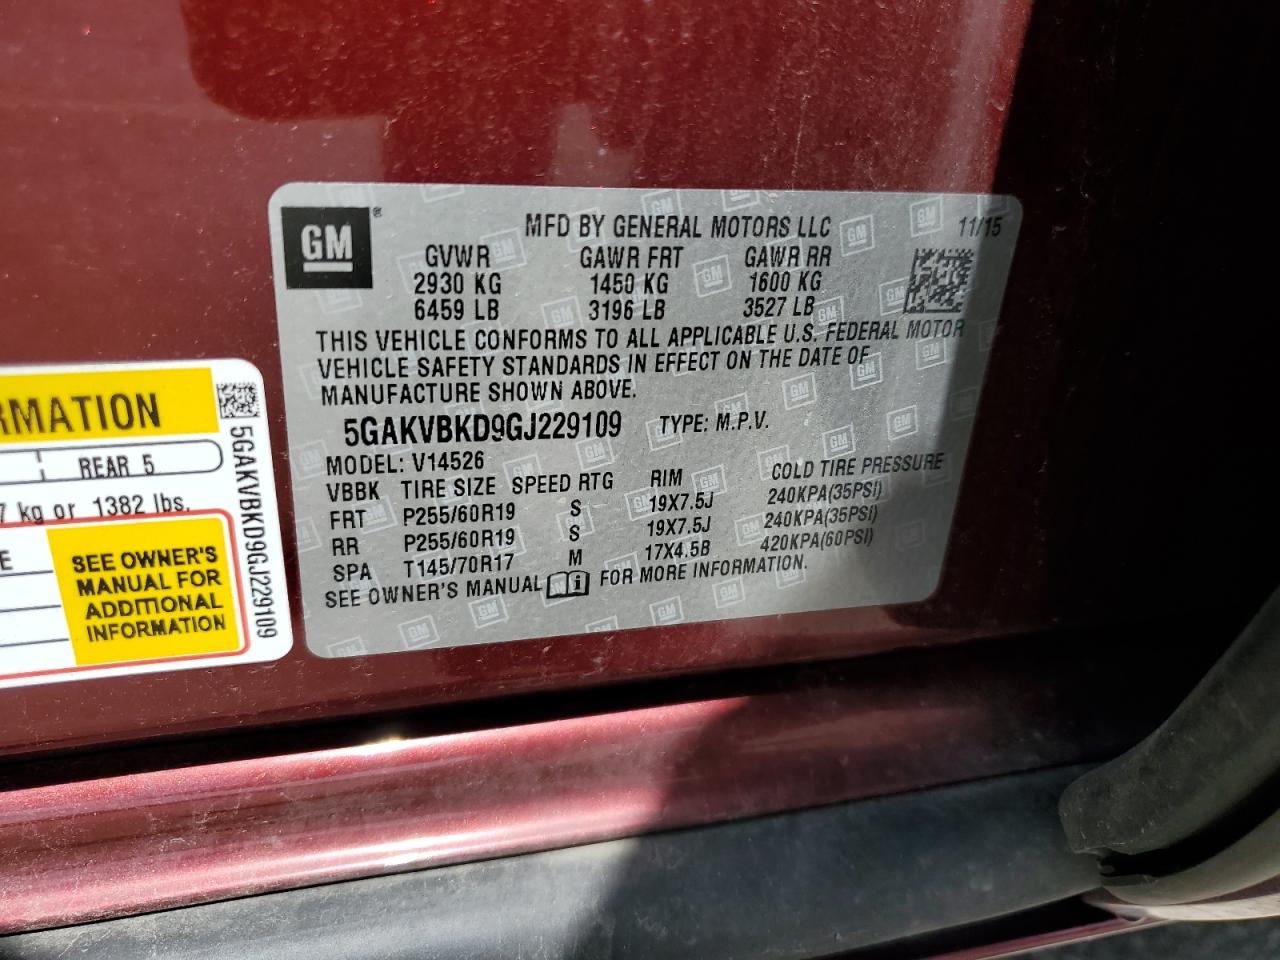 GM ®
MFD BY GENERAL MOTORS LLC 11/15
GVWR GAWR FRT GAWR RR
2930 KG 1450 KG 1600 KG
6459 LB 3196 LB 3527 LB
THIS VEHICLE CONFORMS TO ALL APPLICABLE U.S. FEDERAL MOTOR
VEHICLE SAFETY STANDARDS IN EFFECT ON THE DATE OF
MANUFACTURE SHOWN ABOVE.
5GAKVBKD9GJ229109 TYPE: M.P.V.
MODEL: V14526
VBBK TIRE SIZE SPEED RTG RIM COLD TIRE PRESSURE
FRT P255/60R19 S 19X7.5J 240KPA(35PSI)
RR P255/60R19 S 19X7.5J 240KPA(35PSI)
SPA T145/70R17 M 17X4.5B 420KPA(60PSI)
SEE OWNER'S MANUAL i FOR MORE INFORMATION.
RMATION
REAR 5
7 kg or 1382 lbs.
E
SEE OWNER'S
MANUAL FOR
ADDITIONAL
INFORMATION
5GAKVBKD9GJ229109